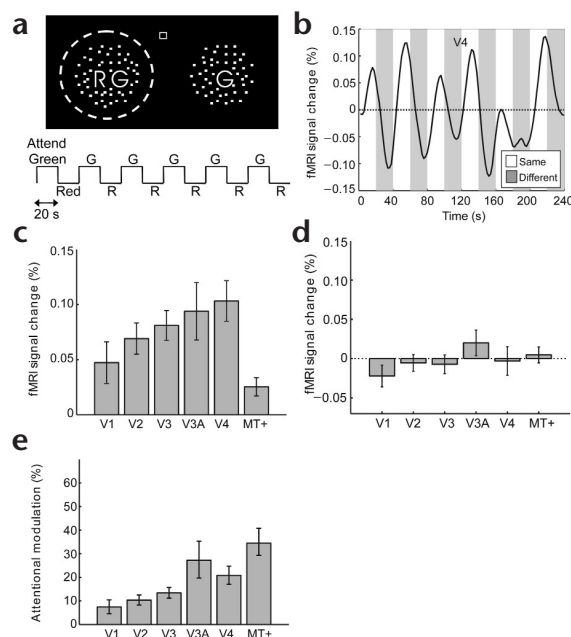 a
RG
G
Attend
Green
G G G G G
Red R R R R R
20 s
b
V4
fMRI signal change (%)
0.15
0.10
0.05
0
−0.05
−0.10
−0.15
0 40 80 120 160 200 240
Time (s)
Same
Different
c
fMRI signal change (%)
0.15
0.10
0.05
0
V1 V2 V3 V3A V4 MT+
d
fMRI signal change (%)
0.15
0.10
0.05
0
−0.05
V1 V2 V3 V3A V4 MT+
e
Attentional modulation (%)
60
50
40
30
20
10
0
V1 V2 V3 V3A V4 MT+